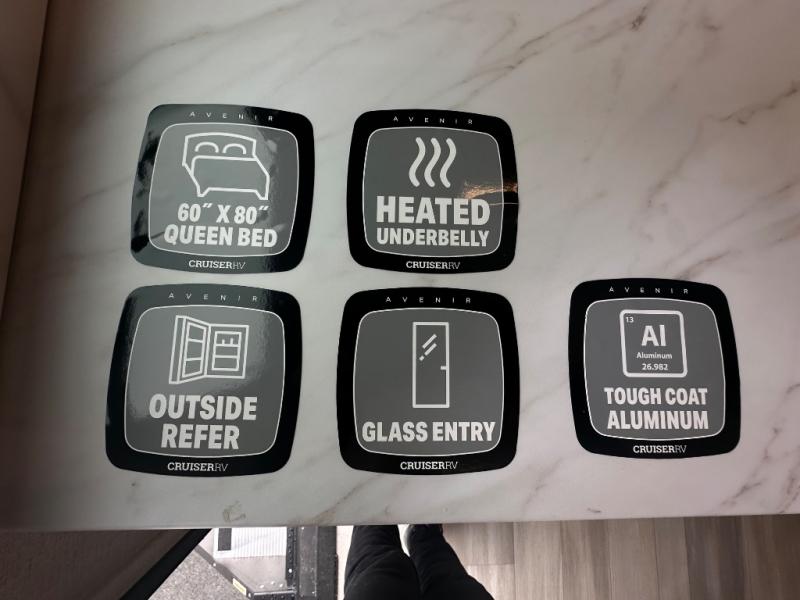 AVENIR
60" X 80"
QUEEN BED
CRUISERRV
AVENIR
HEATED
UNDERBELLY
CRUISERRV
AVENIR
OUTSIDE
REFER
CRUISERRV
AVENIR
GLASS ENTRY
CRUISERRV
AVENIR
13
Al
Aluminum
26.982
TOUGH COAT
ALUMINUM
CRUISERRV